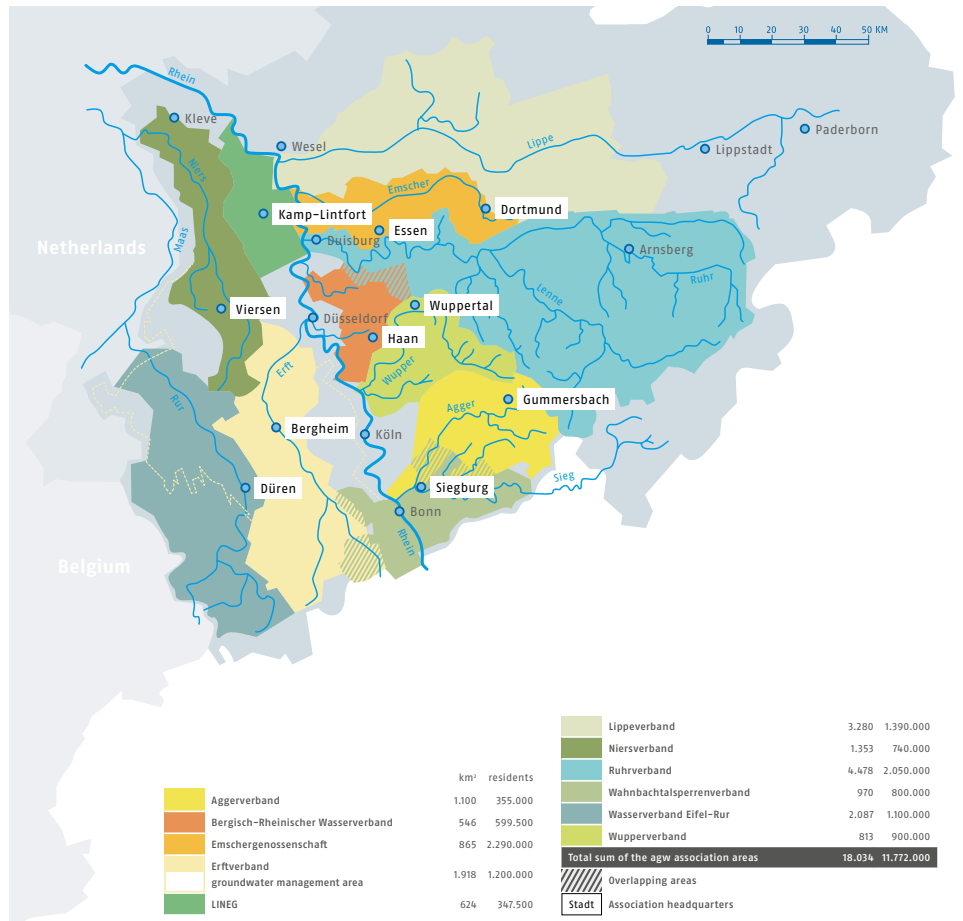 0 10 20 30 40 50 KM
Rhein
Kleve
Wesel
Lippe
Lippstadt
Paderborn
Niers
Emscher
Kamp-Lintfort
Dortmund
Essen
Duisburg
Netherlands
Maas
Arnsberg
Ruhr
Lenne
Viersen
Wuppertal
Düsseldorf
Haan
Erft
Wupper
Rur
Agger
Gummersbach
Bergheim
Köln
Sieg
Düren
Siegburg
Bonn
Rhein
Belgium
km² residents
Aggerverband 1.100 355.000
Bergisch-Rheinischer Wasserverband 546 599.500
Emschergenossenschaft 865 2.290.000
Erftverband
groundwater management area 1.918 1.200.000
LINEG 624 347.500
Lippeverband 3.280 1.390.000
Niersverband 1.353 740.000
Ruhrverband 4.478 2.050.000
Wahnbachtalsperrenverband 970 800.000
Wasserverband Eifel-Rur 2.087 1.100.000
Wupperverband 813 900.000
Total sum of the agw association areas 18.034 11.772.000
Overlapping areas
Stadt Association headquarters